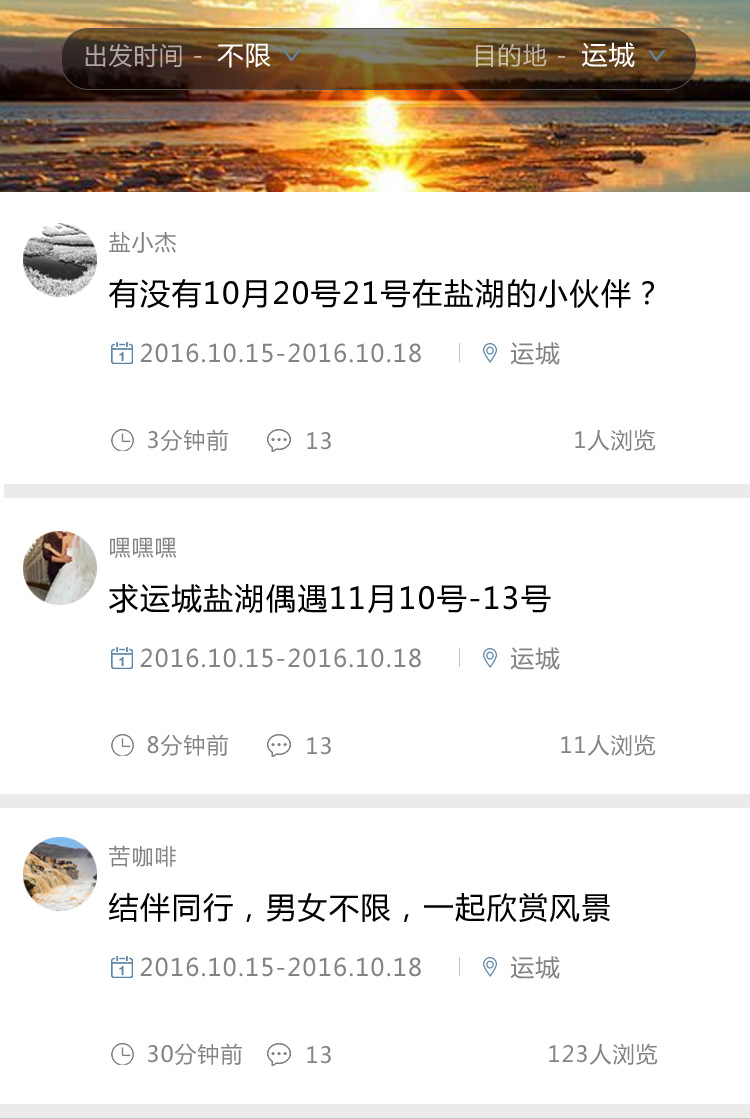 出发时间 - 不限 目的地 - 运城
盐小杰
有没有10月20号21号在盐湖的小伙伴？
1 2016.10.15-2016.10.18 运城
3分钟前 13 1人浏览
嘿嘿嘿
求运城盐湖偶遇11月10号-13号
1 2016.10.15-2016.10.18 运城
8分钟前 13 11人浏览
苦咖啡
结伴同行，男女不限，一起欣赏风景
1 2016.10.15-2016.10.18 运城
30分钟前 13 123人浏览